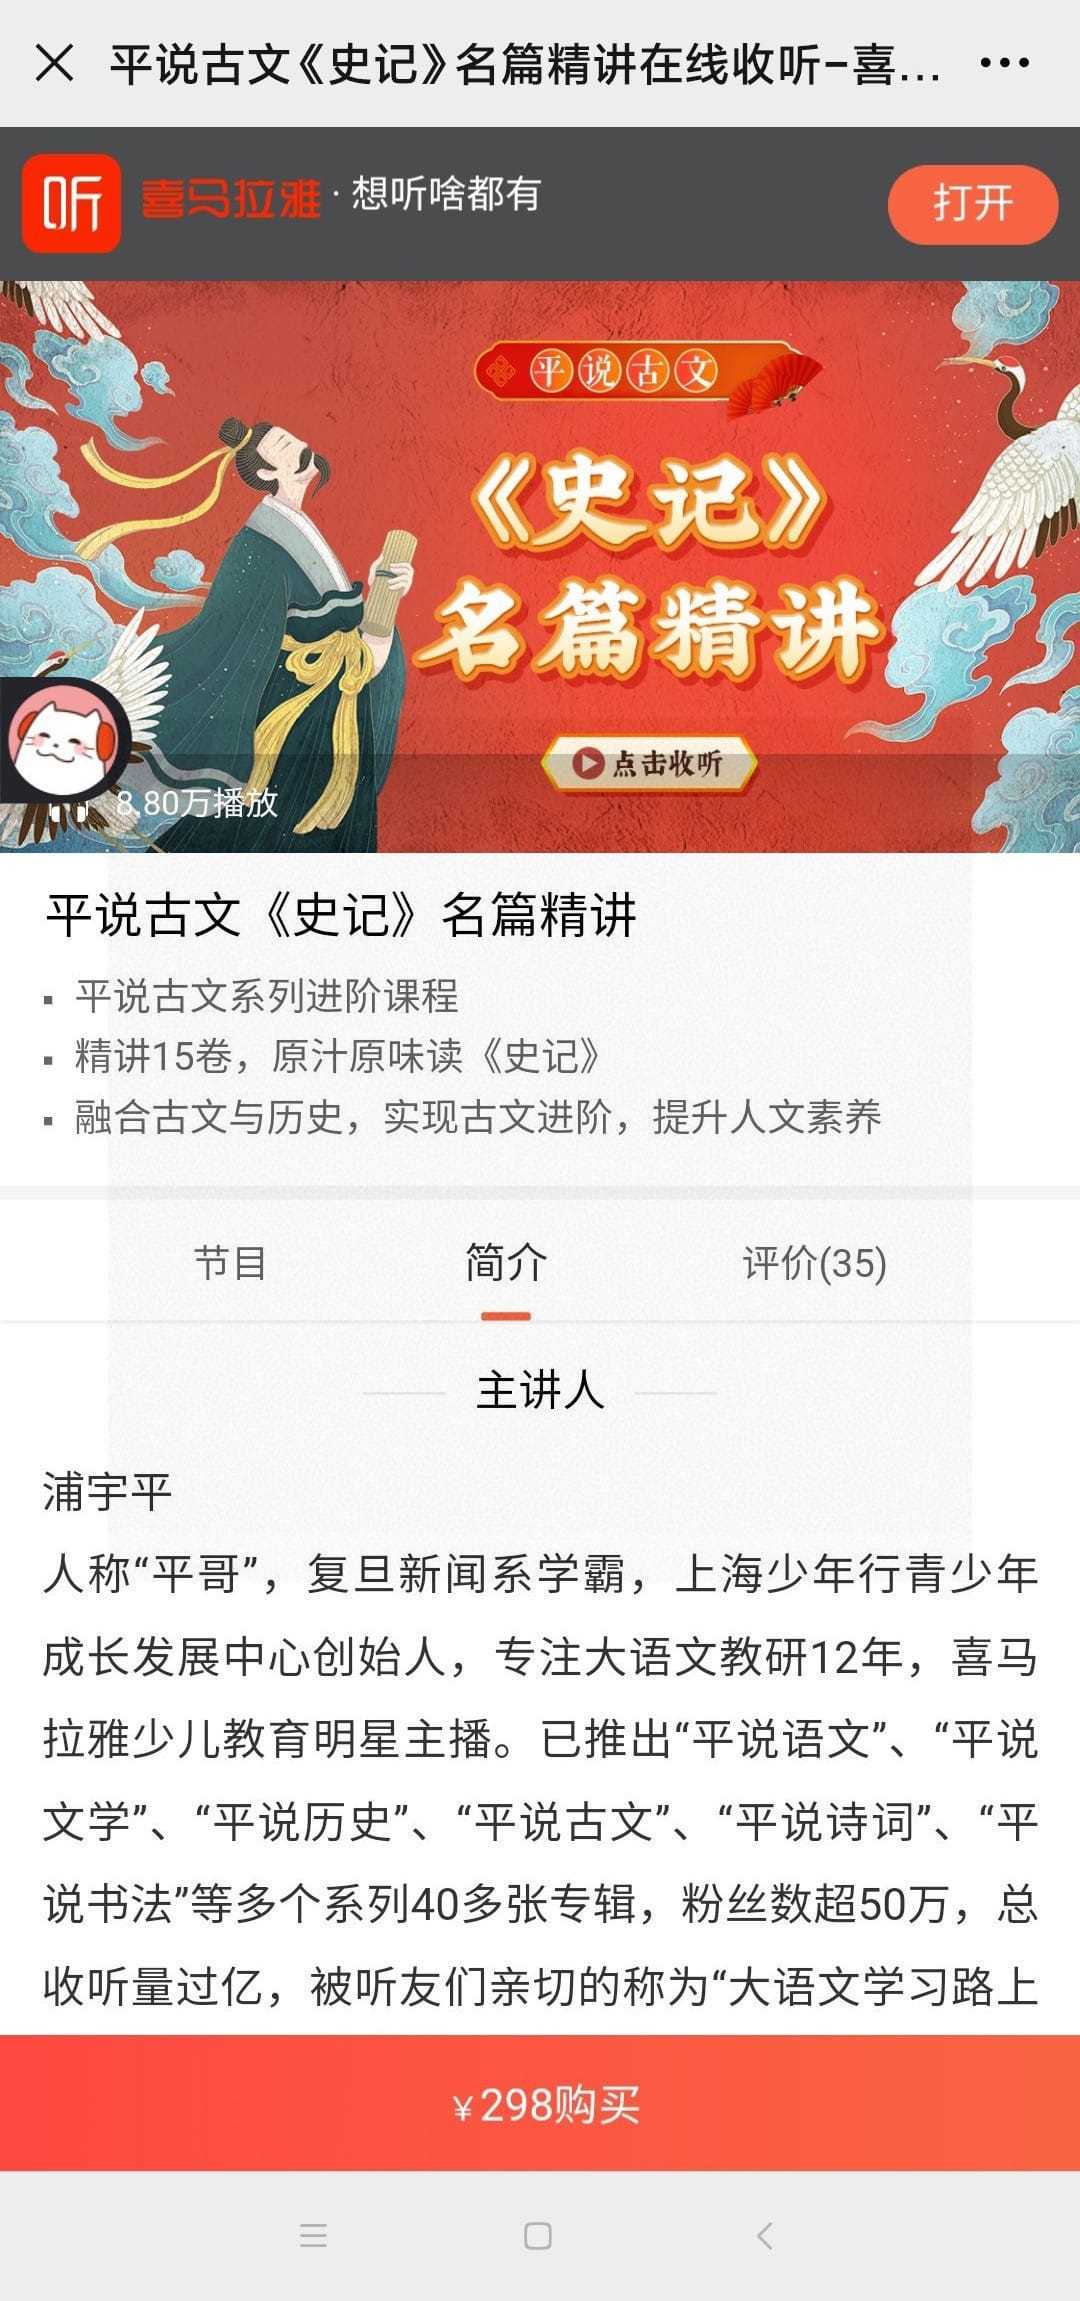 平说古文《史记》名篇精讲在线收听-喜...
听
喜马拉雅·想听啥都有
打开
平说古文
《史记》
名篇精讲
点击收听
8.80万播放
平说古文《史记》名篇精讲
▪ 平说古文系列进阶课程
▪ 精讲15卷，原汁原味读《史记》
▪ 融合古文与历史，实现古文进阶，提升人文素养
节目 简介 评价(35)
主讲人
浦宇平
人称“平哥”，复旦新闻系学霸，上海少年行青少年
成长发展中心创始人，专注大语文教研12年，喜马
拉雅少儿教育明星主播。已推出“平说语文”、“平说
文学”、“平说历史”、“平说古文”、“平说诗词”、“平
说书法”等多个系列40多张专辑，粉丝数超50万，总
收听量过亿，被听友们亲切的称为“大语文学习路上
¥298购买